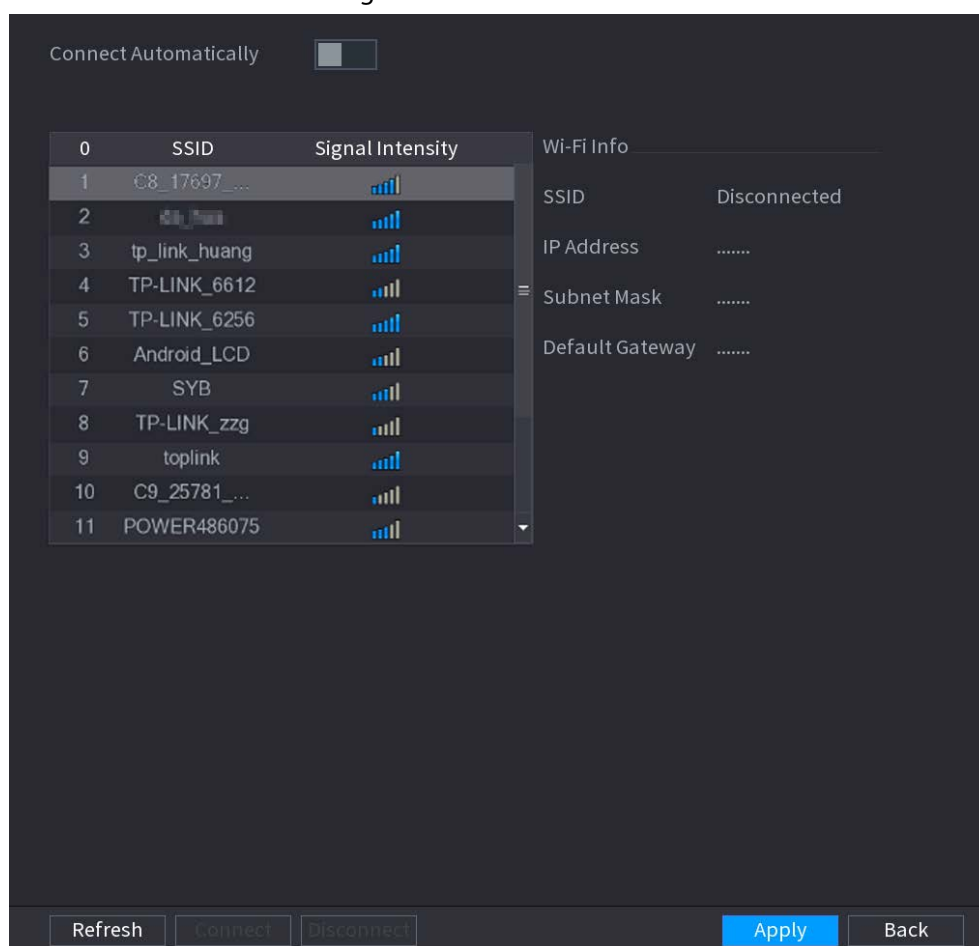 Connect Automatically
0 SSID Signal Intensity
1 C8_17697_...
2
3 tp_link_huang
4 TP-LINK_6612
5 TP-LINK_6256
6 Android_LCD
7 SYB
8 TP-LINK_zzg
9 toplink
10 C9_25781_...
11 POWER486075
Wi-Fi Info
SSID Disconnected
IP Address .......
Subnet Mask .......
Default Gateway .......
Refresh Connect Disconnect Apply Back